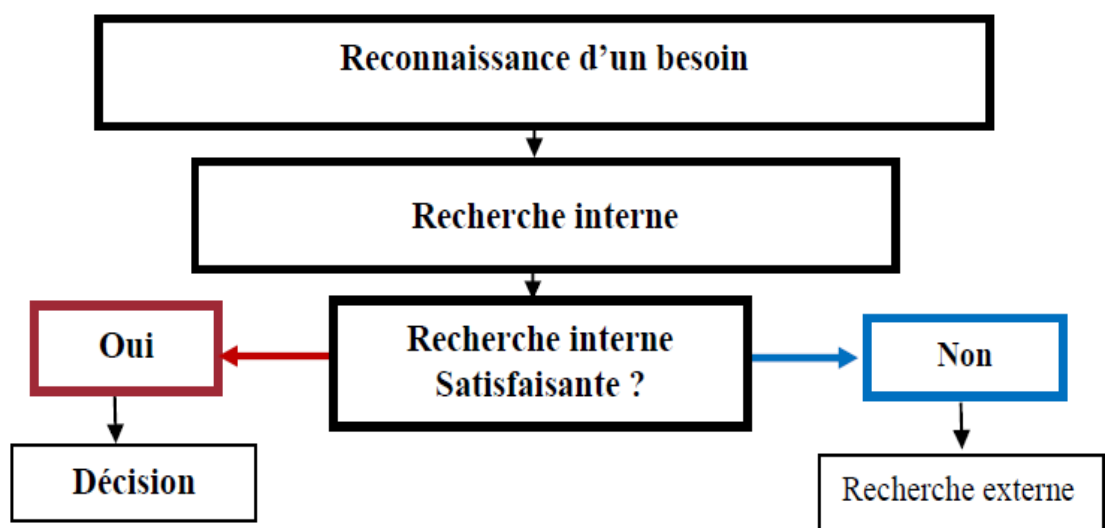 Reconnaissance d’un besoin
Recherche interne
Recherche interne
Satisfaisante ?
Oui
Non
Décision
Recherche externe